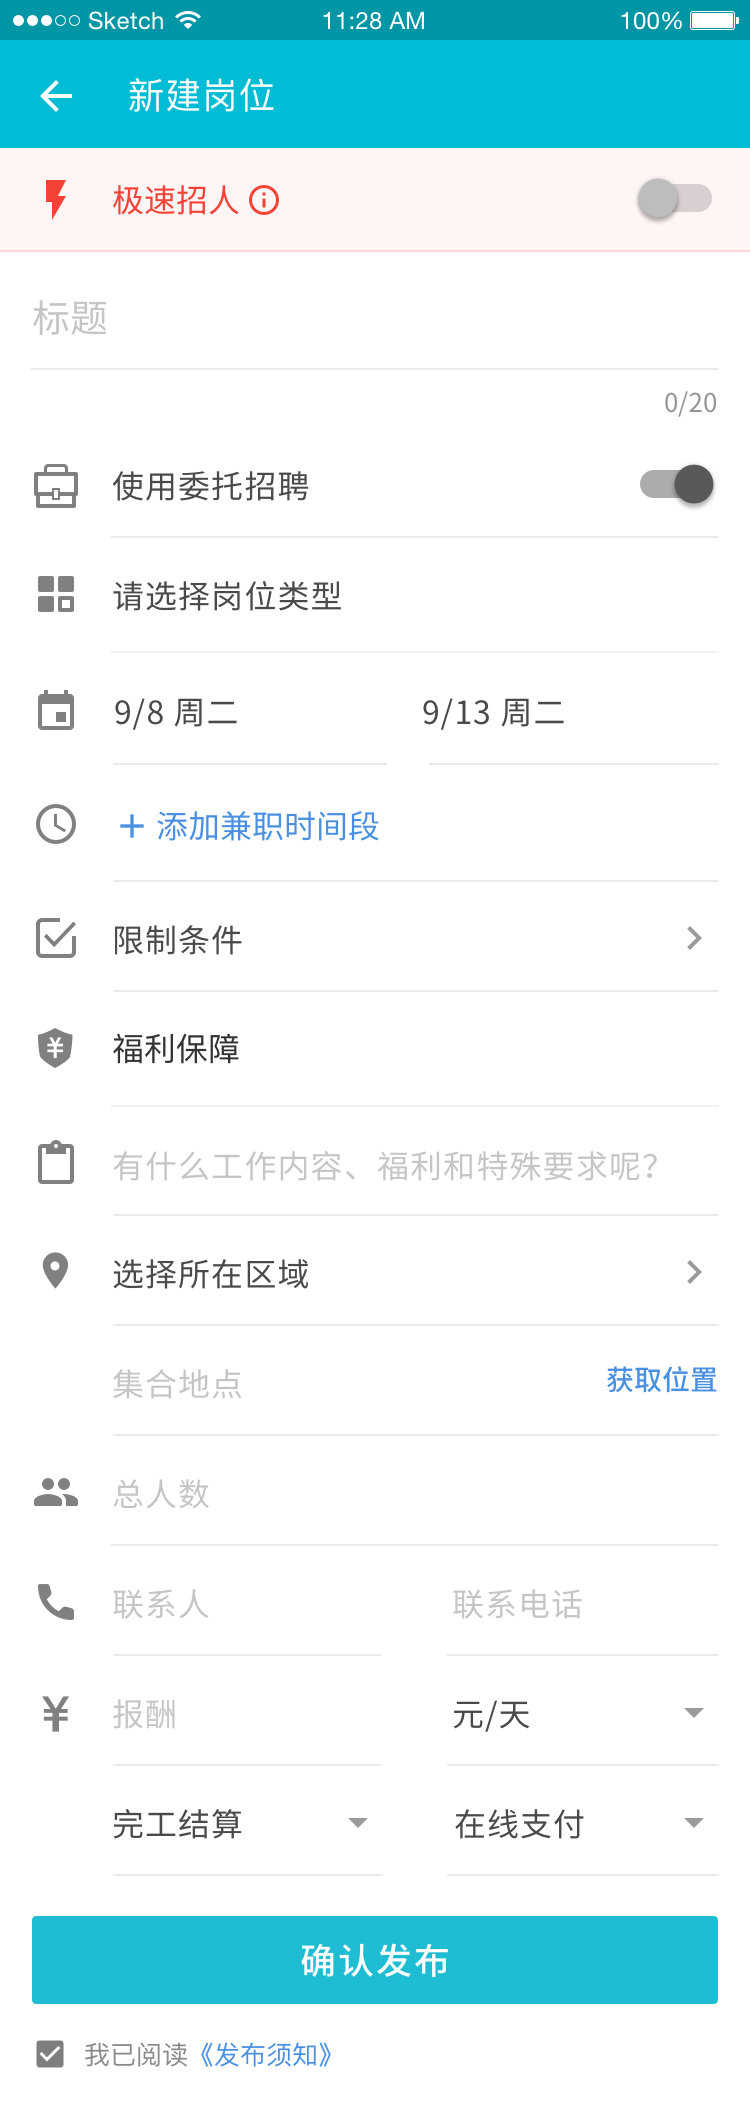 Sketch 11:28 AM 100%
新建岗位
极速招人
标题
0/20
使用委托招聘
请选择岗位类型
9/8 周二 9/13 周二
+ 添加兼职时间段
限制条件
福利保障
有什么工作内容、福利和特殊要求呢?
选择所在区域
集合地点 获取位置
总人数
联系人 联系电话
¥ 报酬 元/天
完工结算 在线支付
确认发布
我已阅读《发布须知》